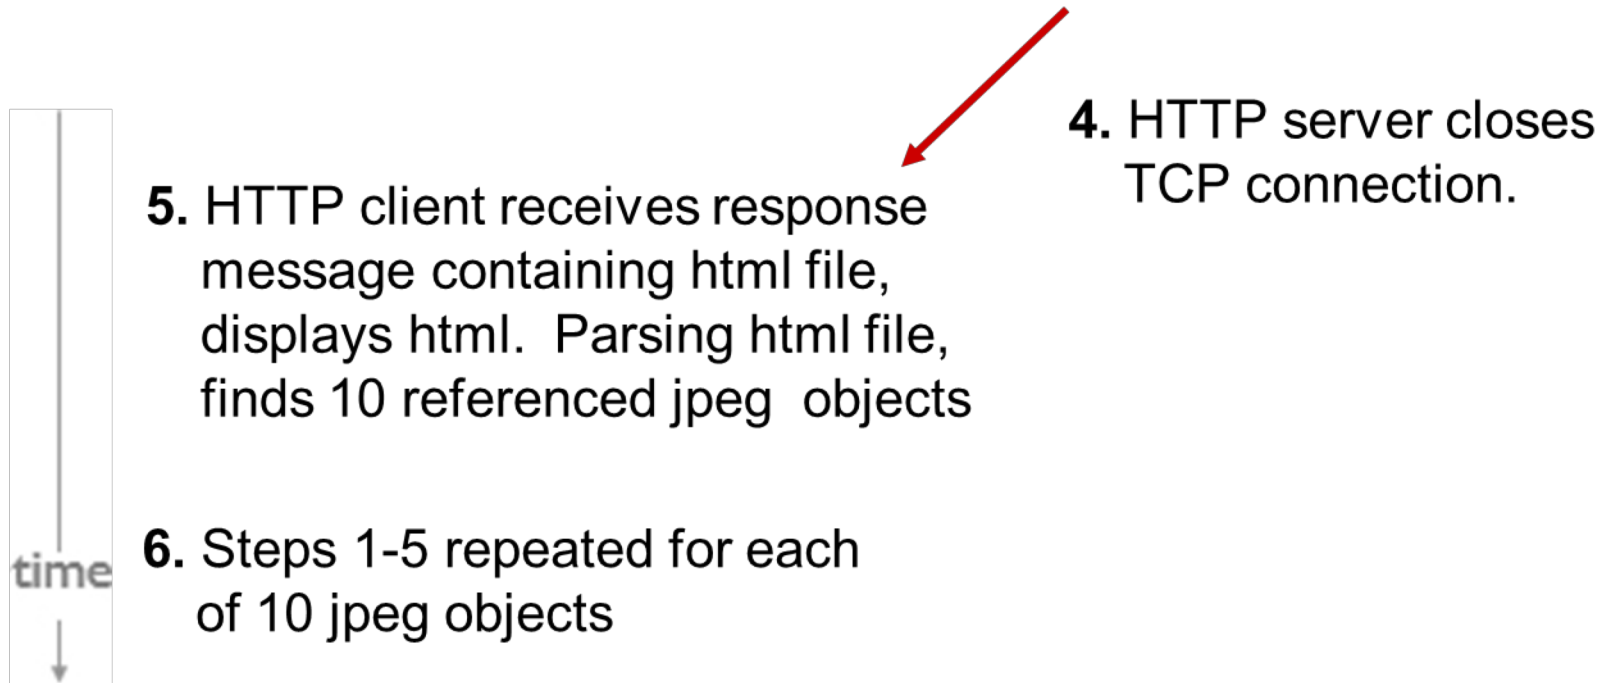 4. HTTP server closes
TCP connection.
5. HTTP client receives response
message containing html file,
displays html. Parsing html file,
finds 10 referenced jpeg objects
6. Steps 1-5 repeated for each
of 10 jpeg objects
time